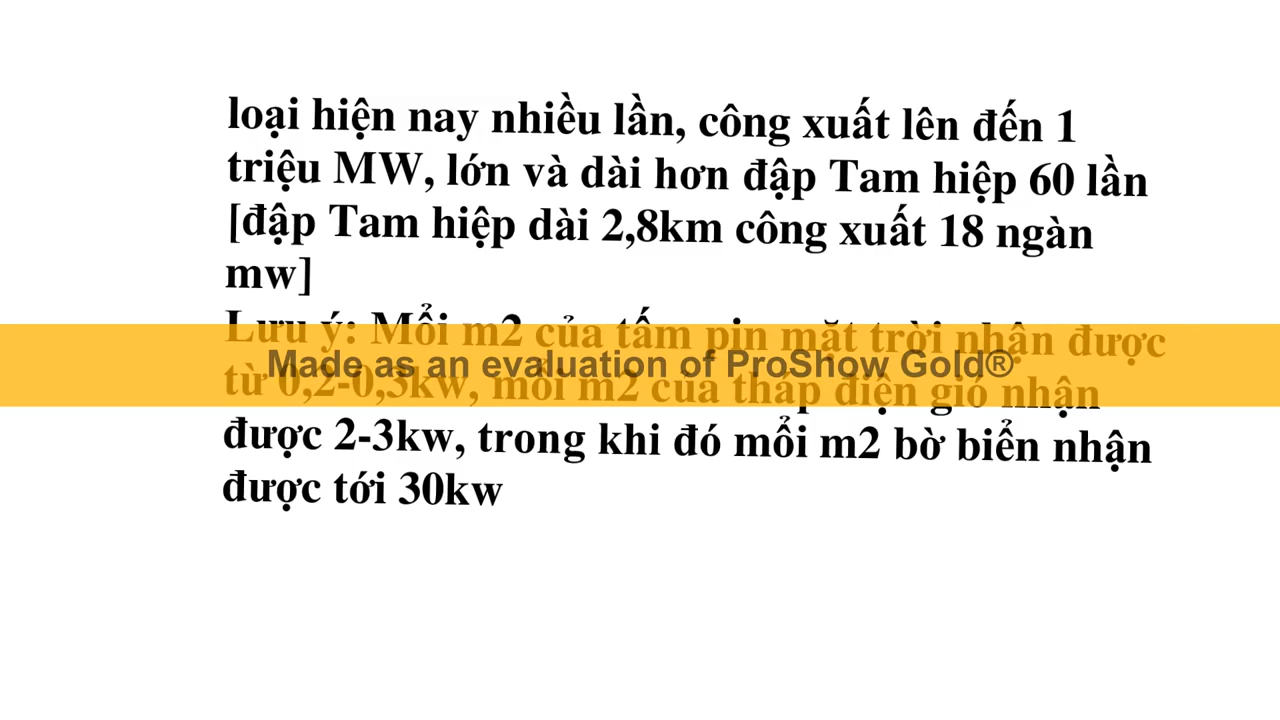 loại hiện nay nhiều lần, công xuất lên đến 1
triệu MW, lớn và dài hơn đập Tam hiệp 60 lần
[đập Tam hiệp dài 2,8km công xuất 18 ngàn
mw]
Lưu ý: Mổi m2 của tấm pin mặt trời nhận được
Made as an evaluation of ProShow Gold®
từ 0,2-0,3kw, mổi m2 của tháp điện gió nhận
được 2-3kw, trong khi đó mổi m2 bờ biển nhận
được tới 30kw